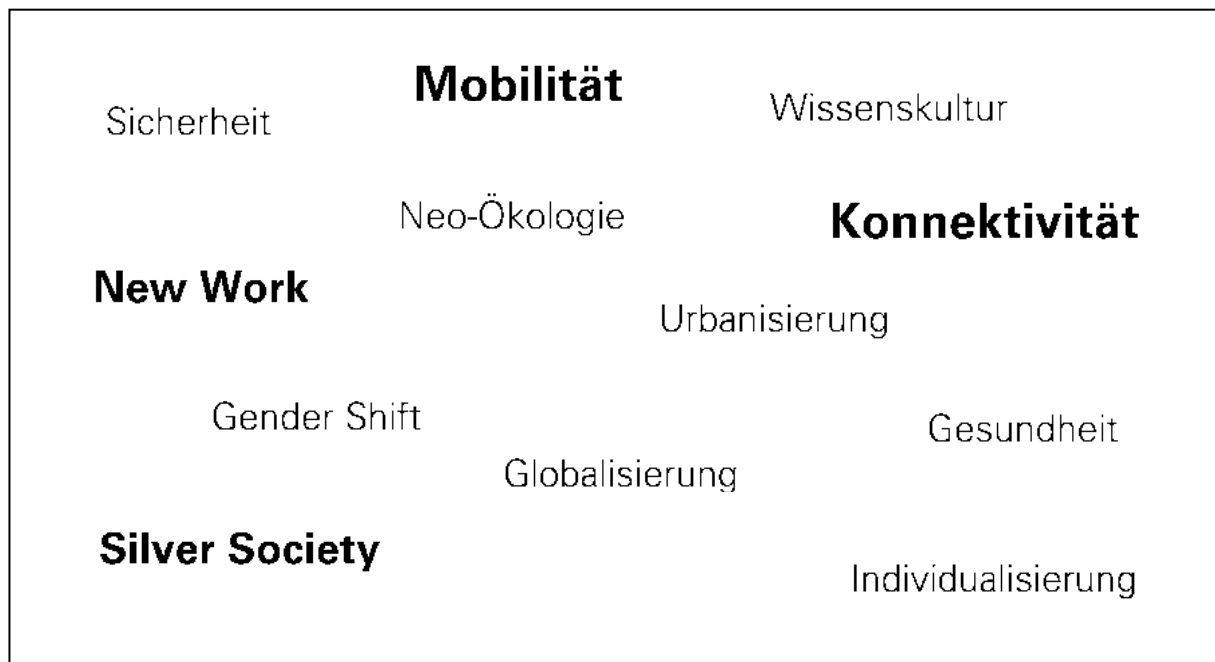 Mobilität
Sicherheit
Wissenskultur
Neo-Ökologie
Konnektivität
New Work
Urbanisierung
Gender Shift
Gesundheit
Globalisierung
Silver Society
Individualisierung